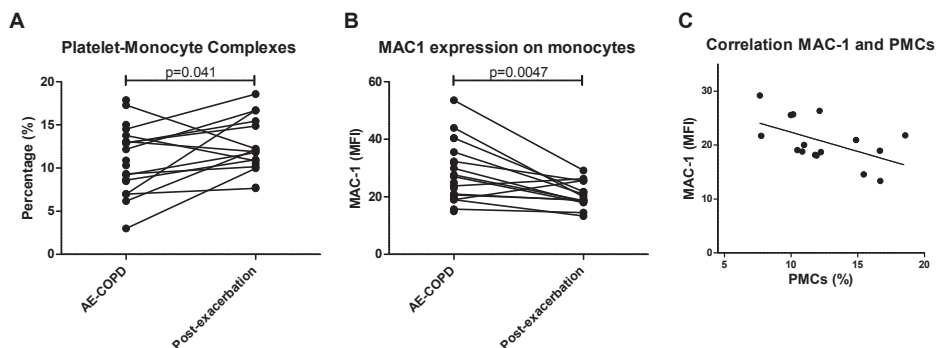 A
Platelet-Monocyte Complexes
p=0.041
20
15
10
5
0
Percentage (%)
AE-COPD
Post-exacerbation
B
MAC1 expression on monocytes
p=0.0047
60
40
20
0
MAC-1 (MFI)
AE-COPD
Post-exacerbation
C
Correlation MAC-1 and PMCs
30
20
10
0
MAC-1 (MFI)
5 10 15 20
PMCs (%)